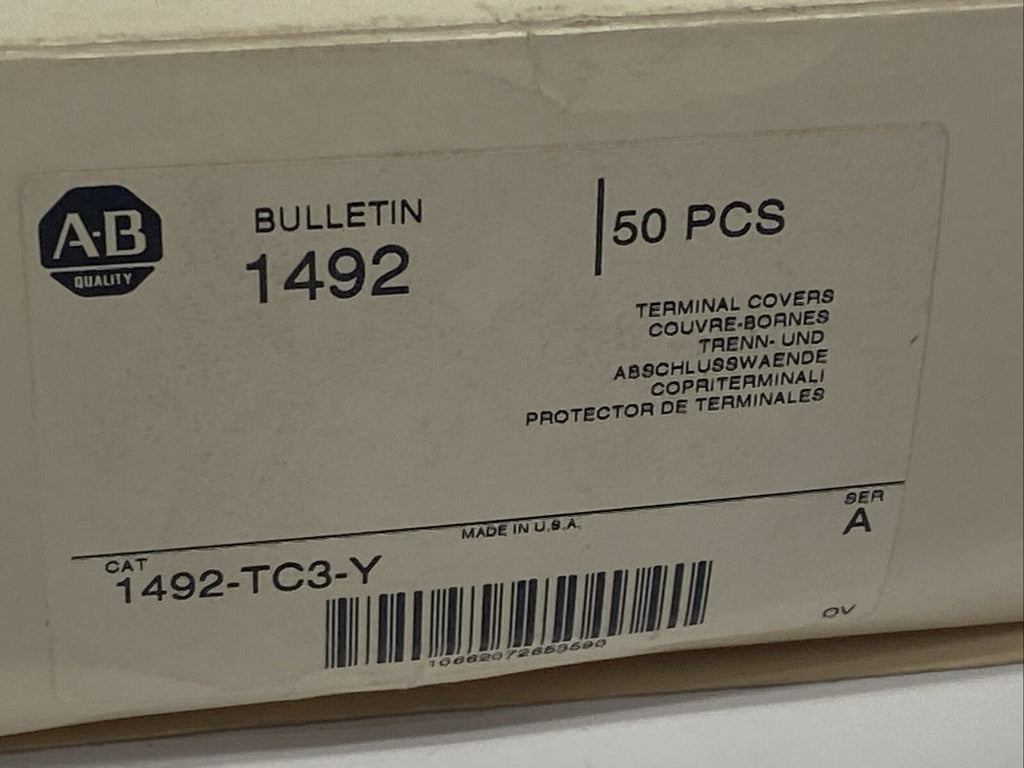 A-B
QUALITY
BULLETIN
1492
50 PCS
TERMINAL COVERS
COUVRE-BORNES
TRENN- UND
ABSCHLUSSWAENDE
COPRITERMINALI
PROTECTOR DE TERMINALES
MADE IN U.S.A.
SER
A
CAT
1492-TC3-Y
10662072653590
OV